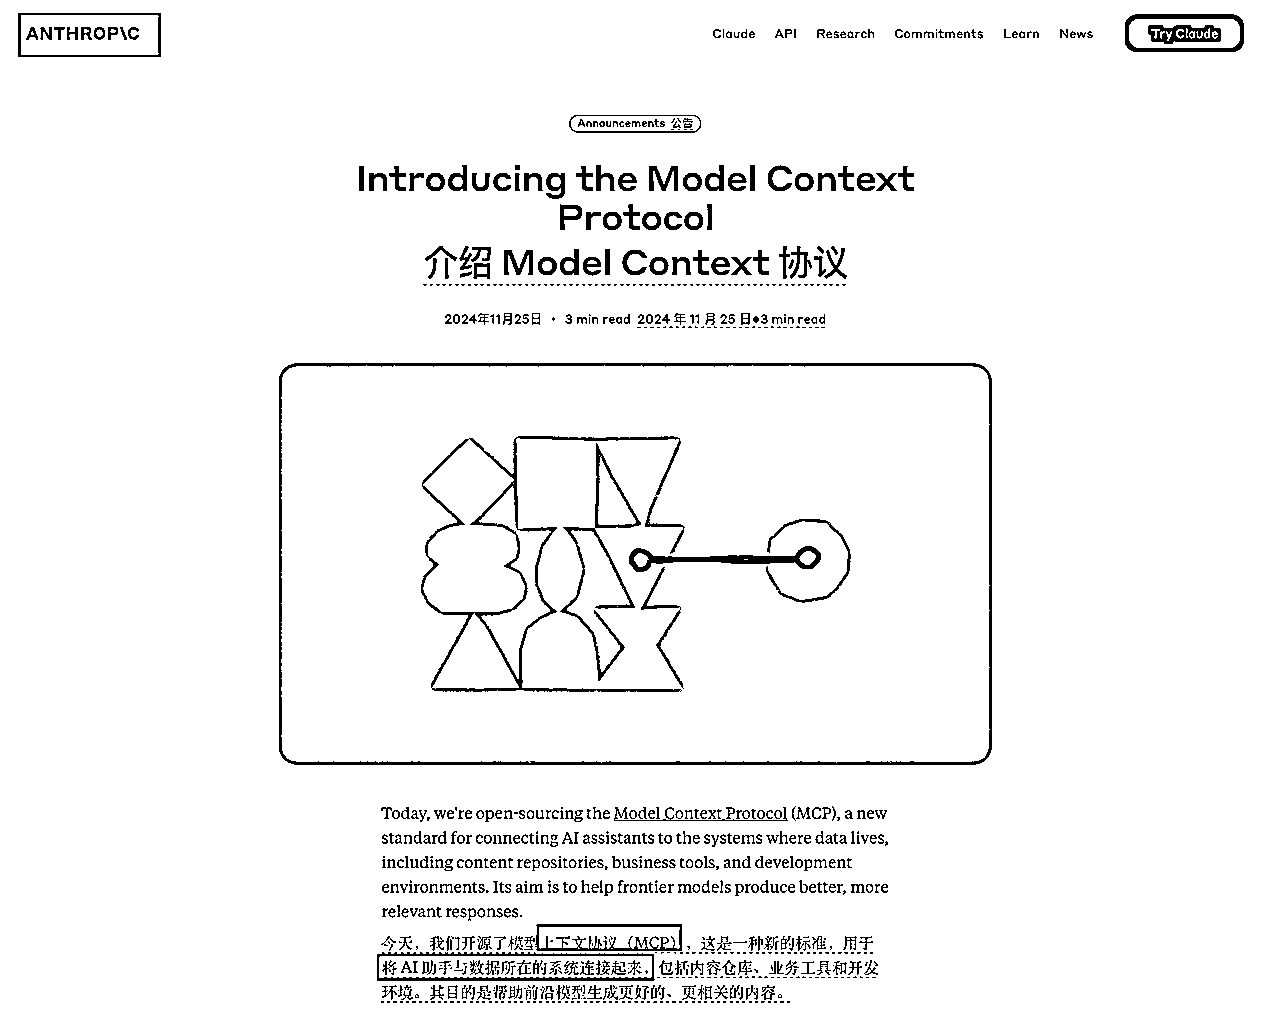 ANTHROP\C
Claude API Research Commitments Learn News Try Claude
Announcements 公告
Introducing the Model Context
Protocol
介绍 Model Context 协议
2024年11月25日 • 3 min read 2024 年 11 月 25 日●3 min read
Today, we're open-sourcing the Model Context Protocol (MCP), a new
standard for connecting AI assistants to the systems where data lives,
including content repositories, business tools, and development
environments. Its aim is to help frontier models produce better, more
relevant responses.
今天，我们开源了模型上下文协议（MCP），这是一种新的标准，用于
将 AI 助手与数据所在的系统连接起来，包括内容仓库、业务工具和开发
环境。其目的是帮助前沿模型生成更好的、更相关的内容。